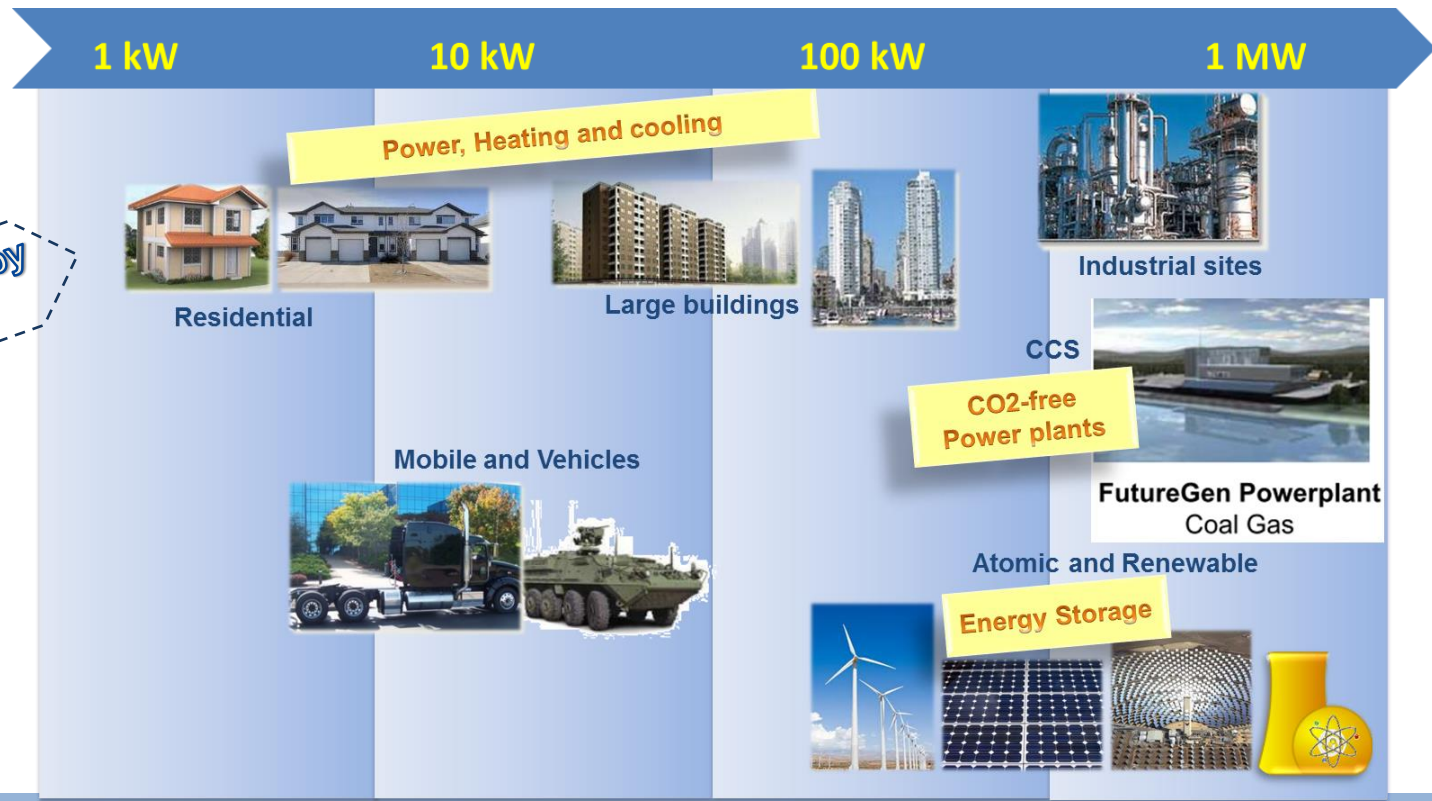 1 kW
10 kW
100 kW
1 MW
Power, Heating and cooling
Residential
Large buildings
Industrial sites
CCS
CO2-free
Power plants
FutureGen Powerplant
Coal Gas
Mobile and Vehicles
Atomic and Renewable
Energy Storage